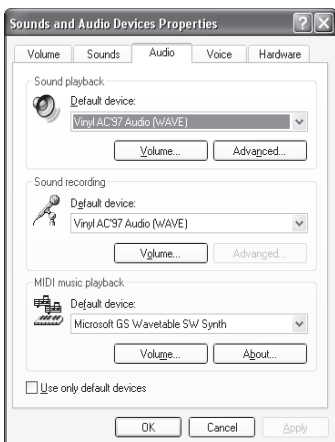 Sounds and Audio Devices Properties
Volume Sounds Audio Voice Hardware
Sound playback
Default device:
Vinyl AC'97 Audio (WAVE)
Volume... Advanced...
Sound recording
Default device:
Vinyl AC'97 Audio (WAVE)
Volume... Advanced...
MIDI music playback
Default device:
Microsoft GS Wavetable SW Synth
Volume... About...
Use only default devices
OK Cancel Apply